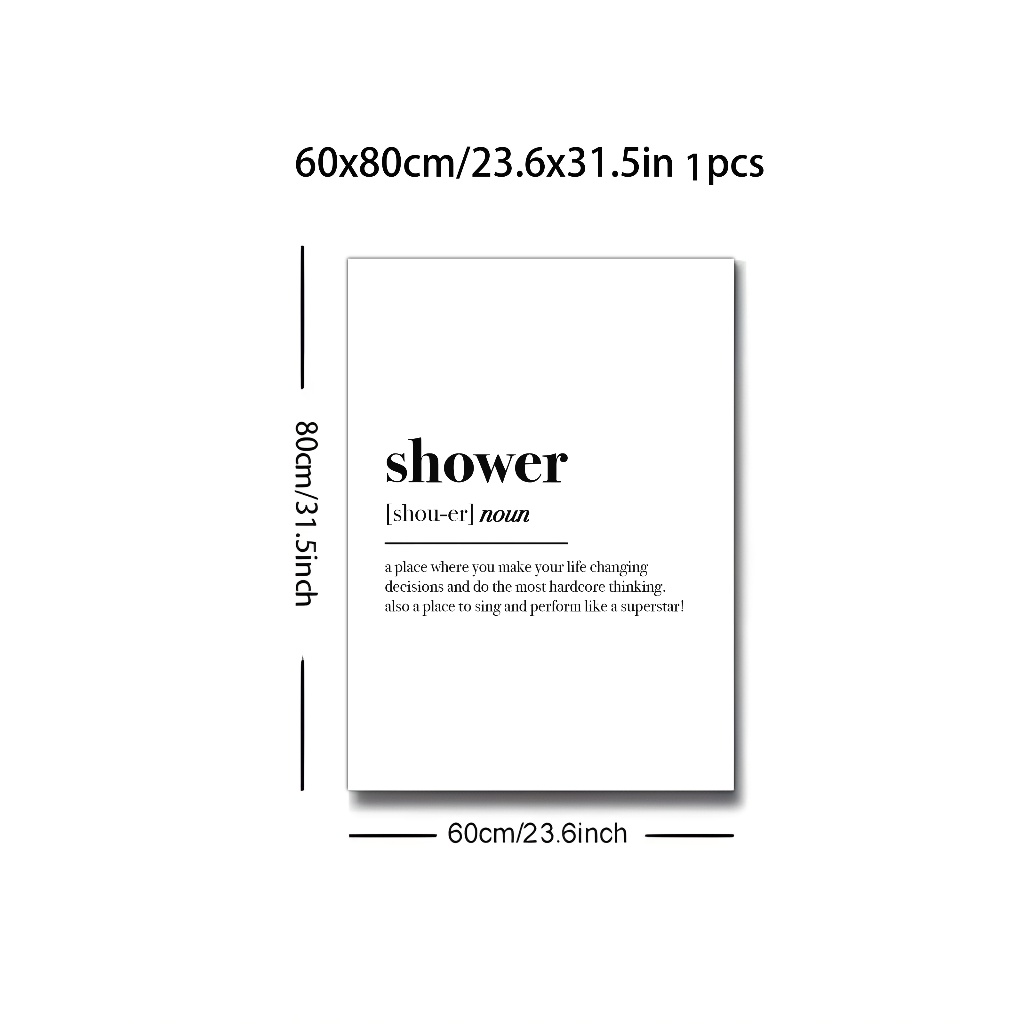 60x80cm/23.6x31.5in 1pcs
80cm/31.5inch
shower
[shou-er] noun
a place where you make your life changing
decisions and do the most hardcore thinking.
also a place to sing and perform like a superstar!
60cm/23.6inch